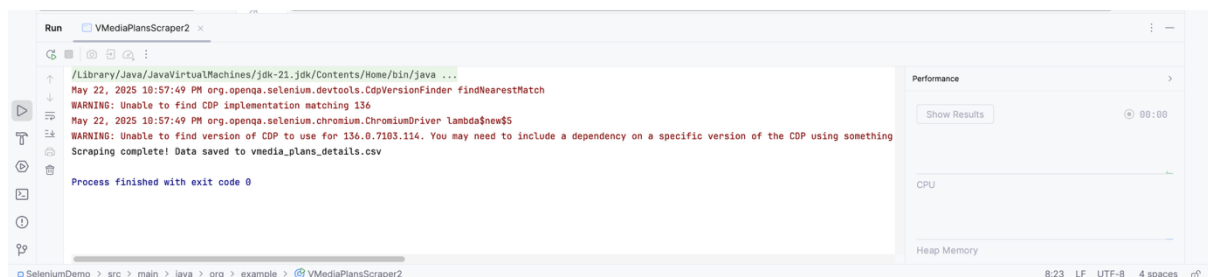 Run VMediaPlansScraper2
/Library/Java/JavaVirtualMachines/jdk-21.jdk/Contents/Home/bin/java ...
May 22, 2025 10:57:49 PM org.openqa.selenium.devtools.CdpVersionFinder findNearestMatch
WARNING: Unable to find CDP implementation matching 136
May 22, 2025 10:57:49 PM org.openqa.selenium.chromium.ChromiumDriver lambda$new$5
WARNING: Unable to find version of CDP to use for 136.0.7103.114. You may need to include a dependency on a specific version of the CDP using something
Scraping complete! Data saved to vmedia_plans_details.csv
Process finished with exit code 0
Performance
Show Results 00:00
CPU
Heap Memory
SeleniumDemo > src > main > java > org > example > VMediaPlansScraper2 8:23 LF UTF-8 4 spaces